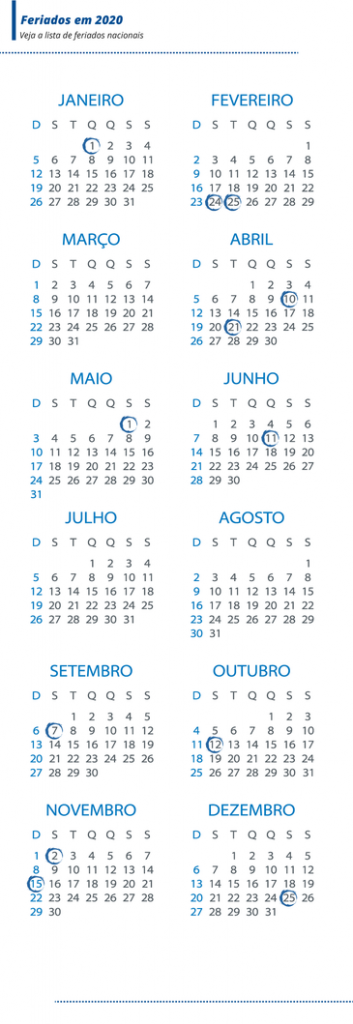 Feriados em 2020
Veja a lista de feriados nacionais
JANEIRO
D S T Q Q S S
1 2 3 4
5 6 7 8 9 10 11
12 13 14 15 16 17 18
19 20 21 22 23 24 25
26 27 28 29 30 31
FEVEREIRO
D S T Q Q S S
1
2 3 4 5 6 7 8
9 10 11 12 13 14 15
16 17 18 19 20 21 22
23 24 25 26 27 28 29
MARÇO
D S T Q Q S S
1 2 3 4 5 6 7
8 9 10 11 12 13 14
15 16 17 18 19 20 21
22 23 24 25 26 27 28
29 30 31
ABRIL
D S T Q Q S S
1 2 3 4
5 6 7 8 9 10 11
12 13 14 15 16 17 18
19 20 21 22 23 24 25
26 27 28 29 30
MAIO
D S T Q Q S S
1 2
3 4 5 6 7 8 9
10 11 12 13 14 15 16
17 18 19 20 21 22 23
24 25 26 27 28 29 30
31
JUNHO
D S T Q Q S S
1 2 3 4 5 6
7 8 9 10 11 12 13
14 15 16 17 18 19 20
21 22 23 24 25 26 27
28 29 30
JULHO
D S T Q Q S S
1 2 3 4
5 6 7 8 9 10 11
12 13 14 15 16 17 18
19 20 21 22 23 24 25
26 27 28 29 30 31
AGOSTO
D S T Q Q S S
1
2 3 4 5 6 7 8
9 10 11 12 13 14 15
16 17 18 19 20 21 22
23 24 25 26 27 28 29
30 31
SETEMBRO
D S T Q Q S S
1 2 3 4 5
6 7 8 9 10 11 12
13 14 15 16 17 18 19
20 21 22 23 24 25 26
27 28 29 30
OUTUBRO
D S T Q Q S S
1 2 3
4 5 6 7 8 9 10
11 12 13 14 15 16 17
18 19 20 21 22 23 24
25 26 27 28 29 30 31
NOVEMBRO
D S T Q Q S S
1 2 3 4 5 6 7
8 9 10 11 12 13 14
15 16 17 18 19 20 21
22 23 24 25 26 27 28
29 30
DEZEMBRO
D S T Q Q S S
1 2 3 4 5
6 7 8 9 10 11 12
13 14 15 16 17 18 19
20 21 22 23 24 25 26
27 28 29 30 31